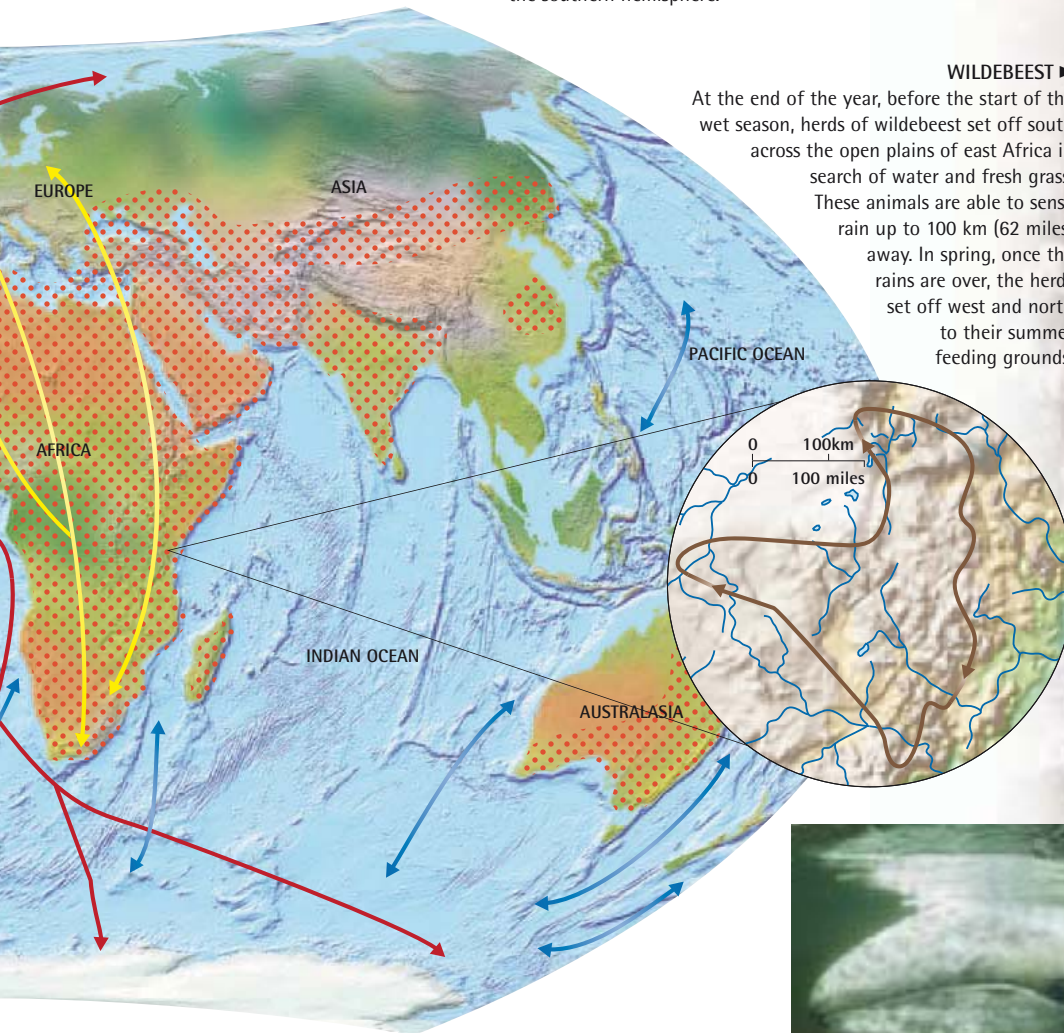 the southern hemisphere.
WILDEBEEST ►
At the end of the year, before the start of th
wet season, herds of wildebeest set off sout
across the open plains of east Africa i
search of water and fresh grass
These animals are able to sens
rain up to 100 km (62 miles
away. In spring, once th
rains are over, the herd
set off west and nort
to their summe
feeding grounds
EUROPE
ASIA
PACIFIC OCEAN
AFRICA
0 100km
0 100 miles
INDIAN OCEAN
AUSTRALASIA